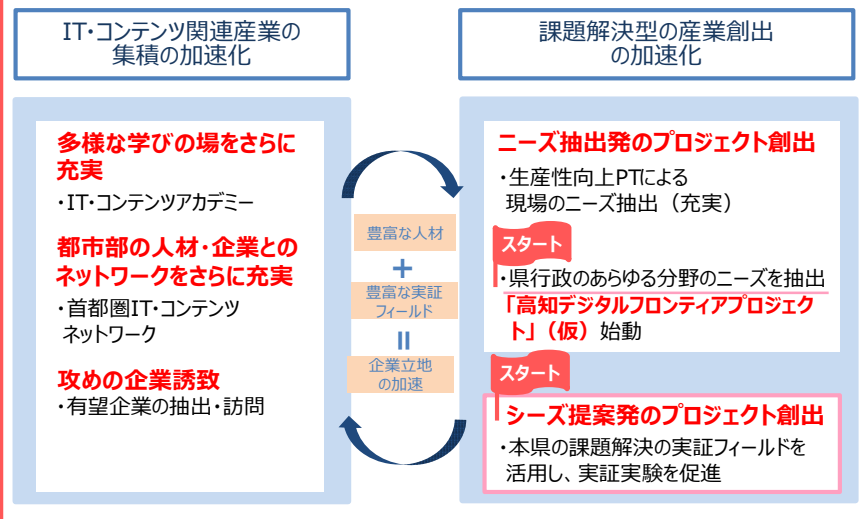 IT・コンテンツ関連産業の
集積の加速化
多様な学びの場をさらに
充実
・IT・コンテンツアカデミー
都市部の人材・企業との
ネットワークをさらに充実
・首都圏IT・コンテンツ
ネットワーク
攻めの企業誘致
・有望企業の抽出・訪問
豊富な人材
＋
豊富な実証
フィールド
＝
企業立地
の加速
課題解決型の産業創出
の加速化
ニーズ抽出発のプロジェクト創出
・生産性向上PTによる
現場のニーズ抽出（充実）
スタート
・県行政のあらゆる分野のニーズを抽出
「高知デジタルフロンティアプロジェク
ト」（仮）始動
スタート
シーズ提案発のプロジェクト創出
・本県の課題解決の実証フィールドを
活用し、実証実験を促進